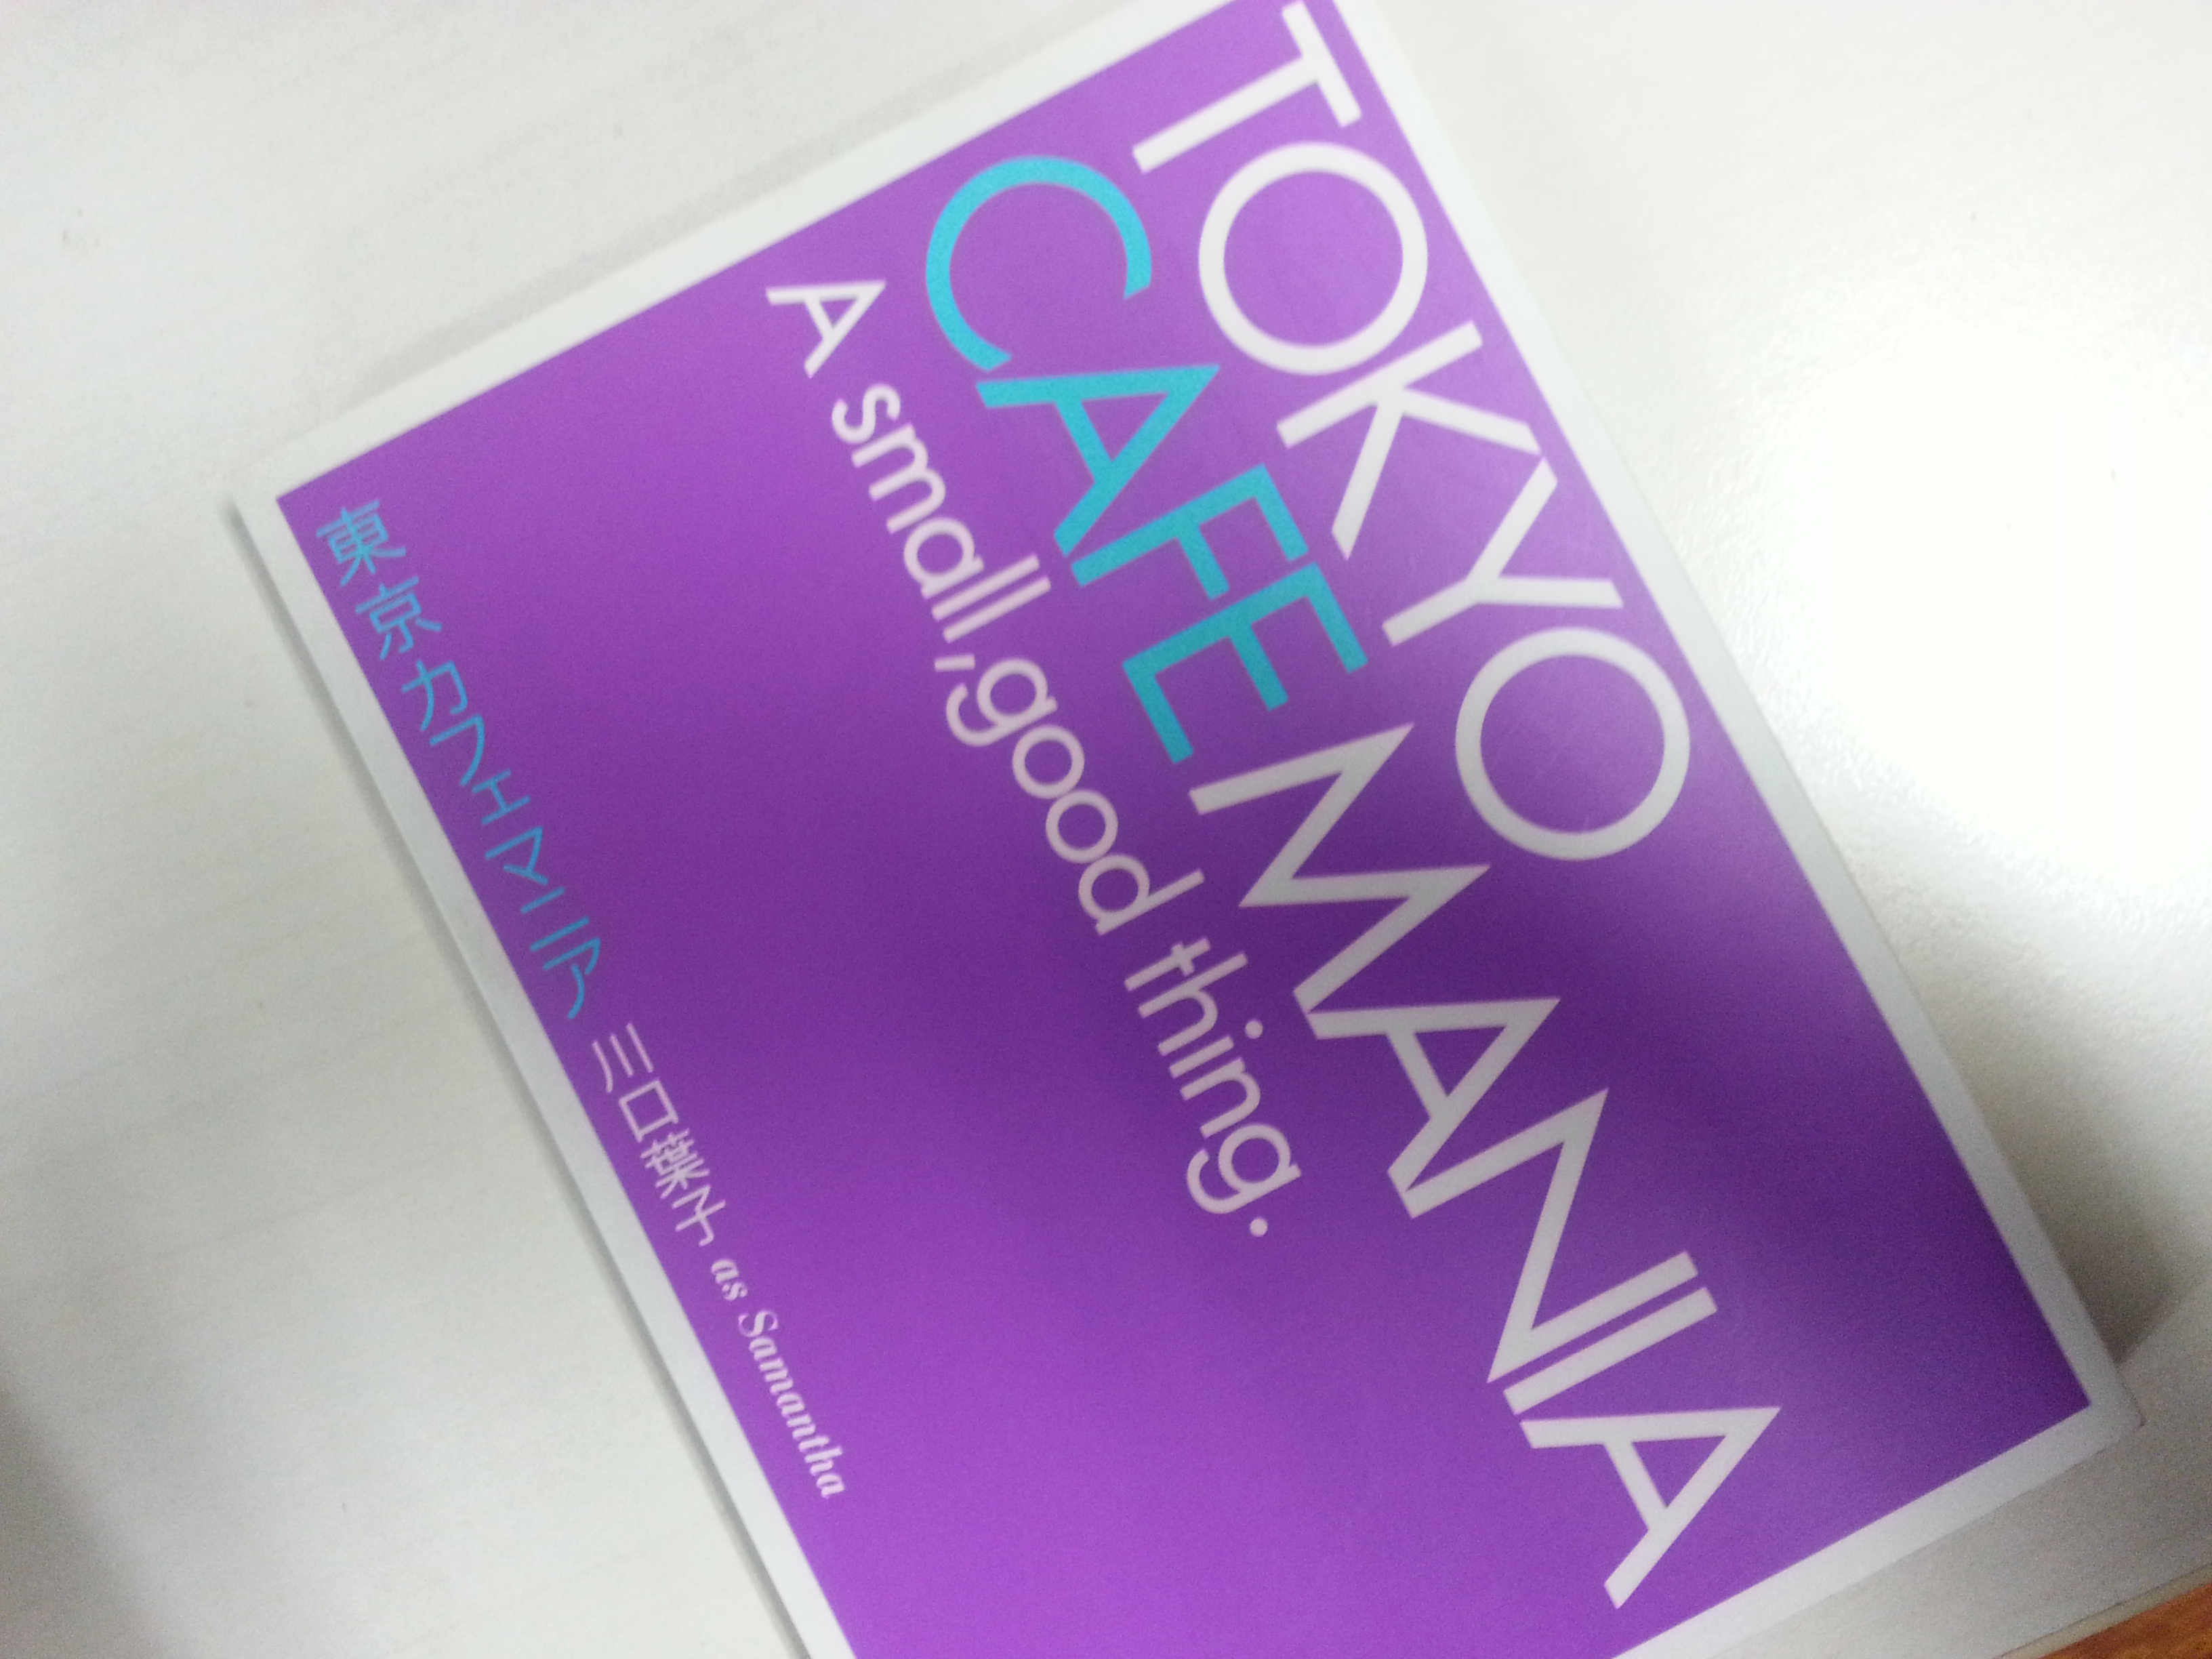 TOKYO
CAFE MANIA
A small,good thing.
東京カフェマニア 三口葉子 as Samantha